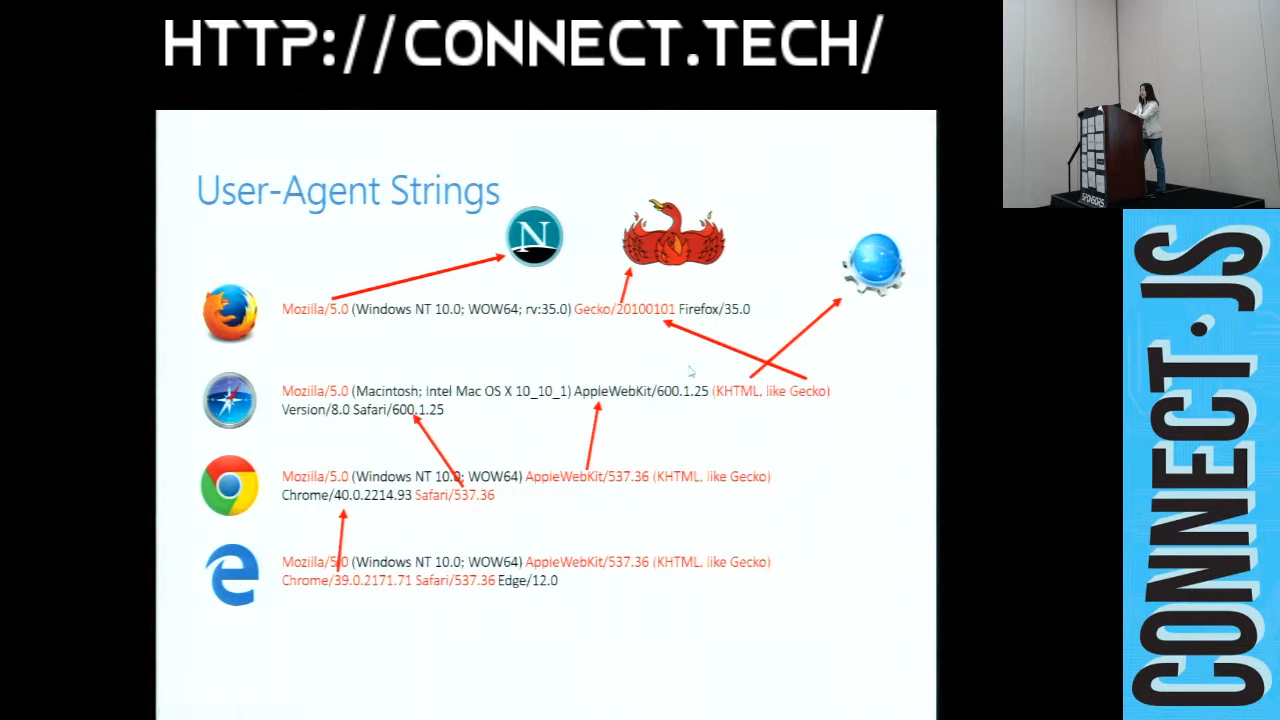 HTTP://CONNECT.TECH/
User-Agent Strings
N
Mozilla/5.0 (Windows NT 10.0; WOW64; rv:35.0) Gecko/20100101 Firefox/35.0
Mozilla/5.0 (Macintosh; Intel Mac OS X 10_10_1) AppleWebKit/600.1.25 (KHTML, like Gecko)
Version/8.0 Safari/600.1.25
Mozilla/5.0 (Windows NT 10.0; WOW64) AppleWebKit/537.36 (KHTML, like Gecko)
Chrome/40.0.2214.93 Safari/537.36
Mozilla/5.0 (Windows NT 10.0; WOW64) AppleWebKit/537.36 (KHTML, like Gecko)
Chrome/39.0.2171.71 Safari/537.36 Edge/12.0
SPONSORS
CONNECT.JS